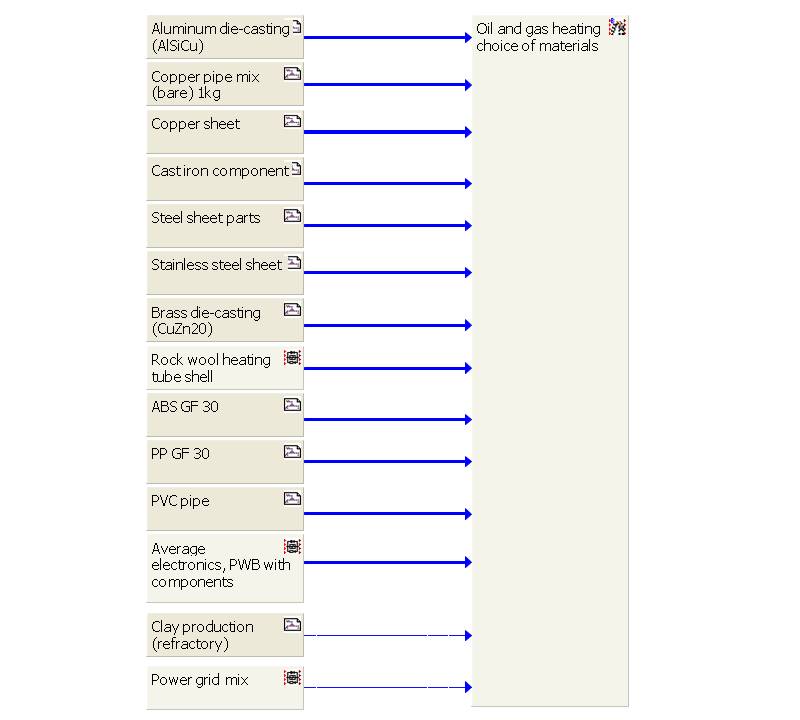 Aluminum die-casting
(AlSiCu)
Copper pipe mix
(bare) 1kg
Copper sheet
Cast iron component
Steel sheet parts
Stainless steel sheet
Brass die-casting
(CuZn20)
Rock wool heating
tube shell
ABS GF 30
PP GF 30
PVC pipe
Average
electronics, PWB with
components
Clay production
(refractory)
Power grid mix
Oil and gas heating
choice of materials